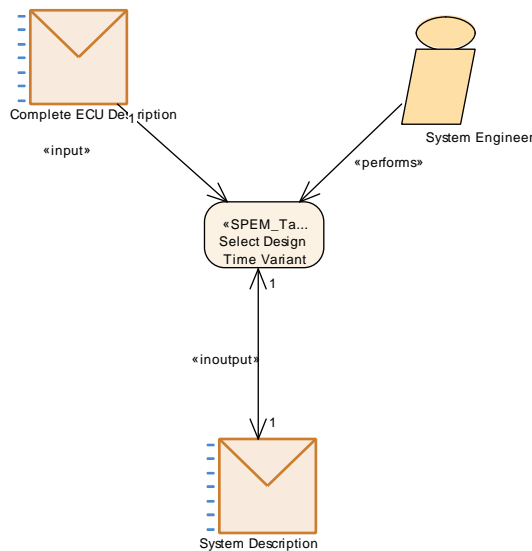 Complete ECU Description
1
«input»
System Engineer
«performs»
«SPEM_Ta...
Select Design
Time Variant
1
«inoutput»
1
System Description